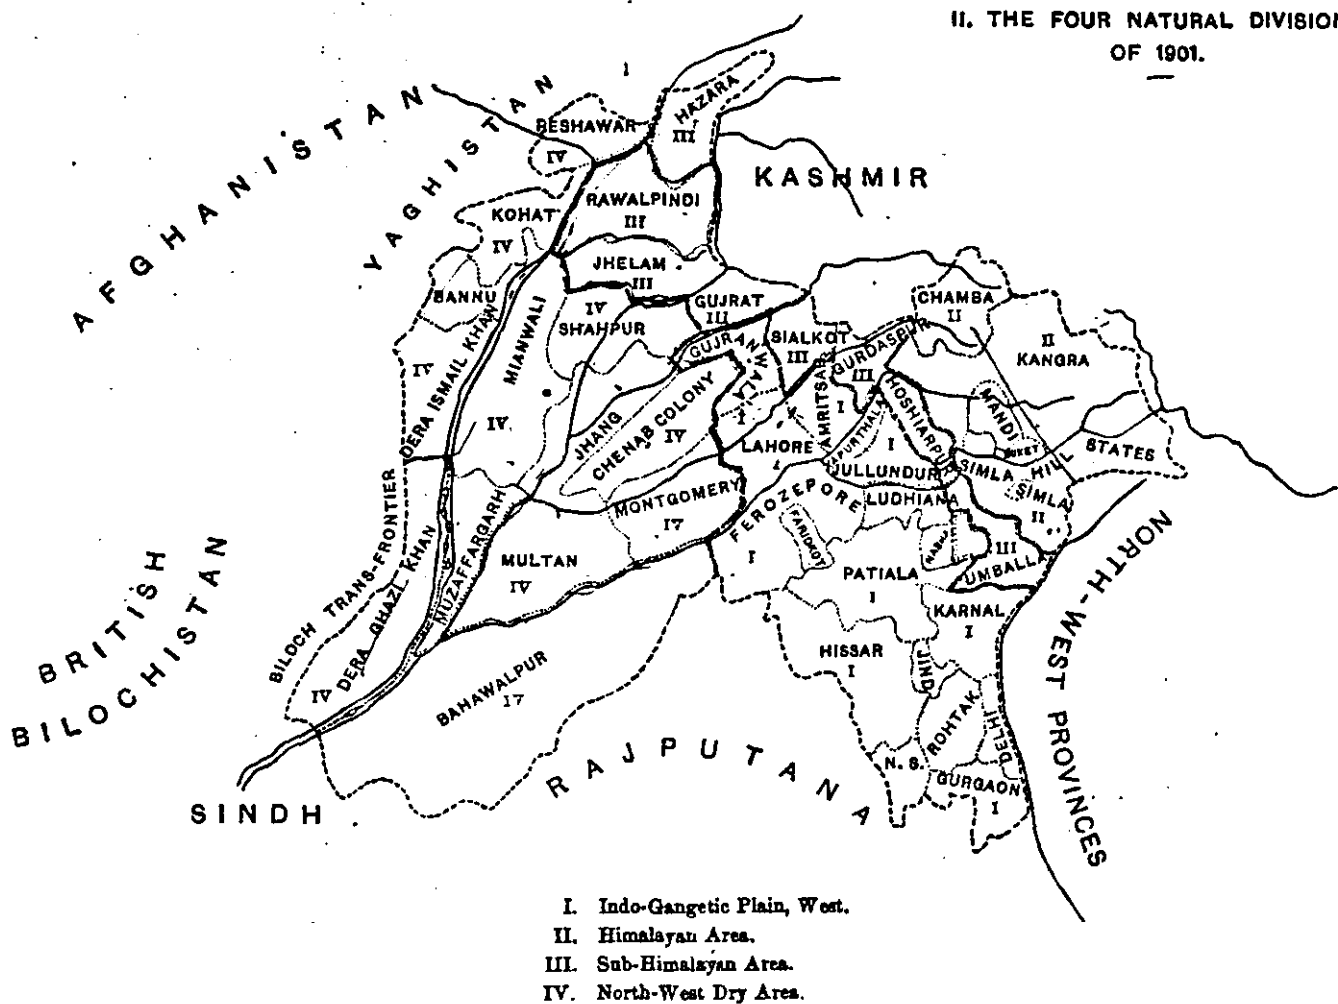 II. THE FOUR NATURAL DIVISION
OF 1901.
AFGHANISTAN
YAGHISTAN
PESHAWAR
IV
HAZARA
III
KASHMIR
RAWALPINDI
III
KOHAT
IV
JHELAM
III
BANNU
IV
SHAHPUR
GUJRAT
III
CHAMBA
II
II
KANGRA
MIANWALI
IV.
DERA ISMAIL KHAN
IV
GUJRANWALA
I
SIALKOT
III
GURDASPUR
III
AMRITSAR
I
KAPURTHALA
I
HOSHIARPUR
MANDI
SUKET
JHANG
CHENAB COLONY
IV
LAHORE
JULLUNDUR
SIMLA HILL STATES
SIMLA
II
MONTGOMERY
IV
FEROZEPORE
I
LUDHIANA
FARIDKOT
NABHA
III
UMBALLA
MULTAN
IV
MUZAFFARGARH
PATIALA
I
KARNAL
I
NORTH-WEST PROVINCES
BILOCH TRANS-FRONTIER
DERA GHAZI KHAN
IV
BRITISH
BILOCHISTAN
BAHAWALPUR
IV
HISSAR
I
JIND
ROHTAK
DELHI
N. S.
GURGAON
I
RAJPUTANA
SINDH
I. Indo-Gangetic Plain, West.
II. Himalayan Area.
III. Sub-Himalayan Area.
IV. North-West Dry Area.